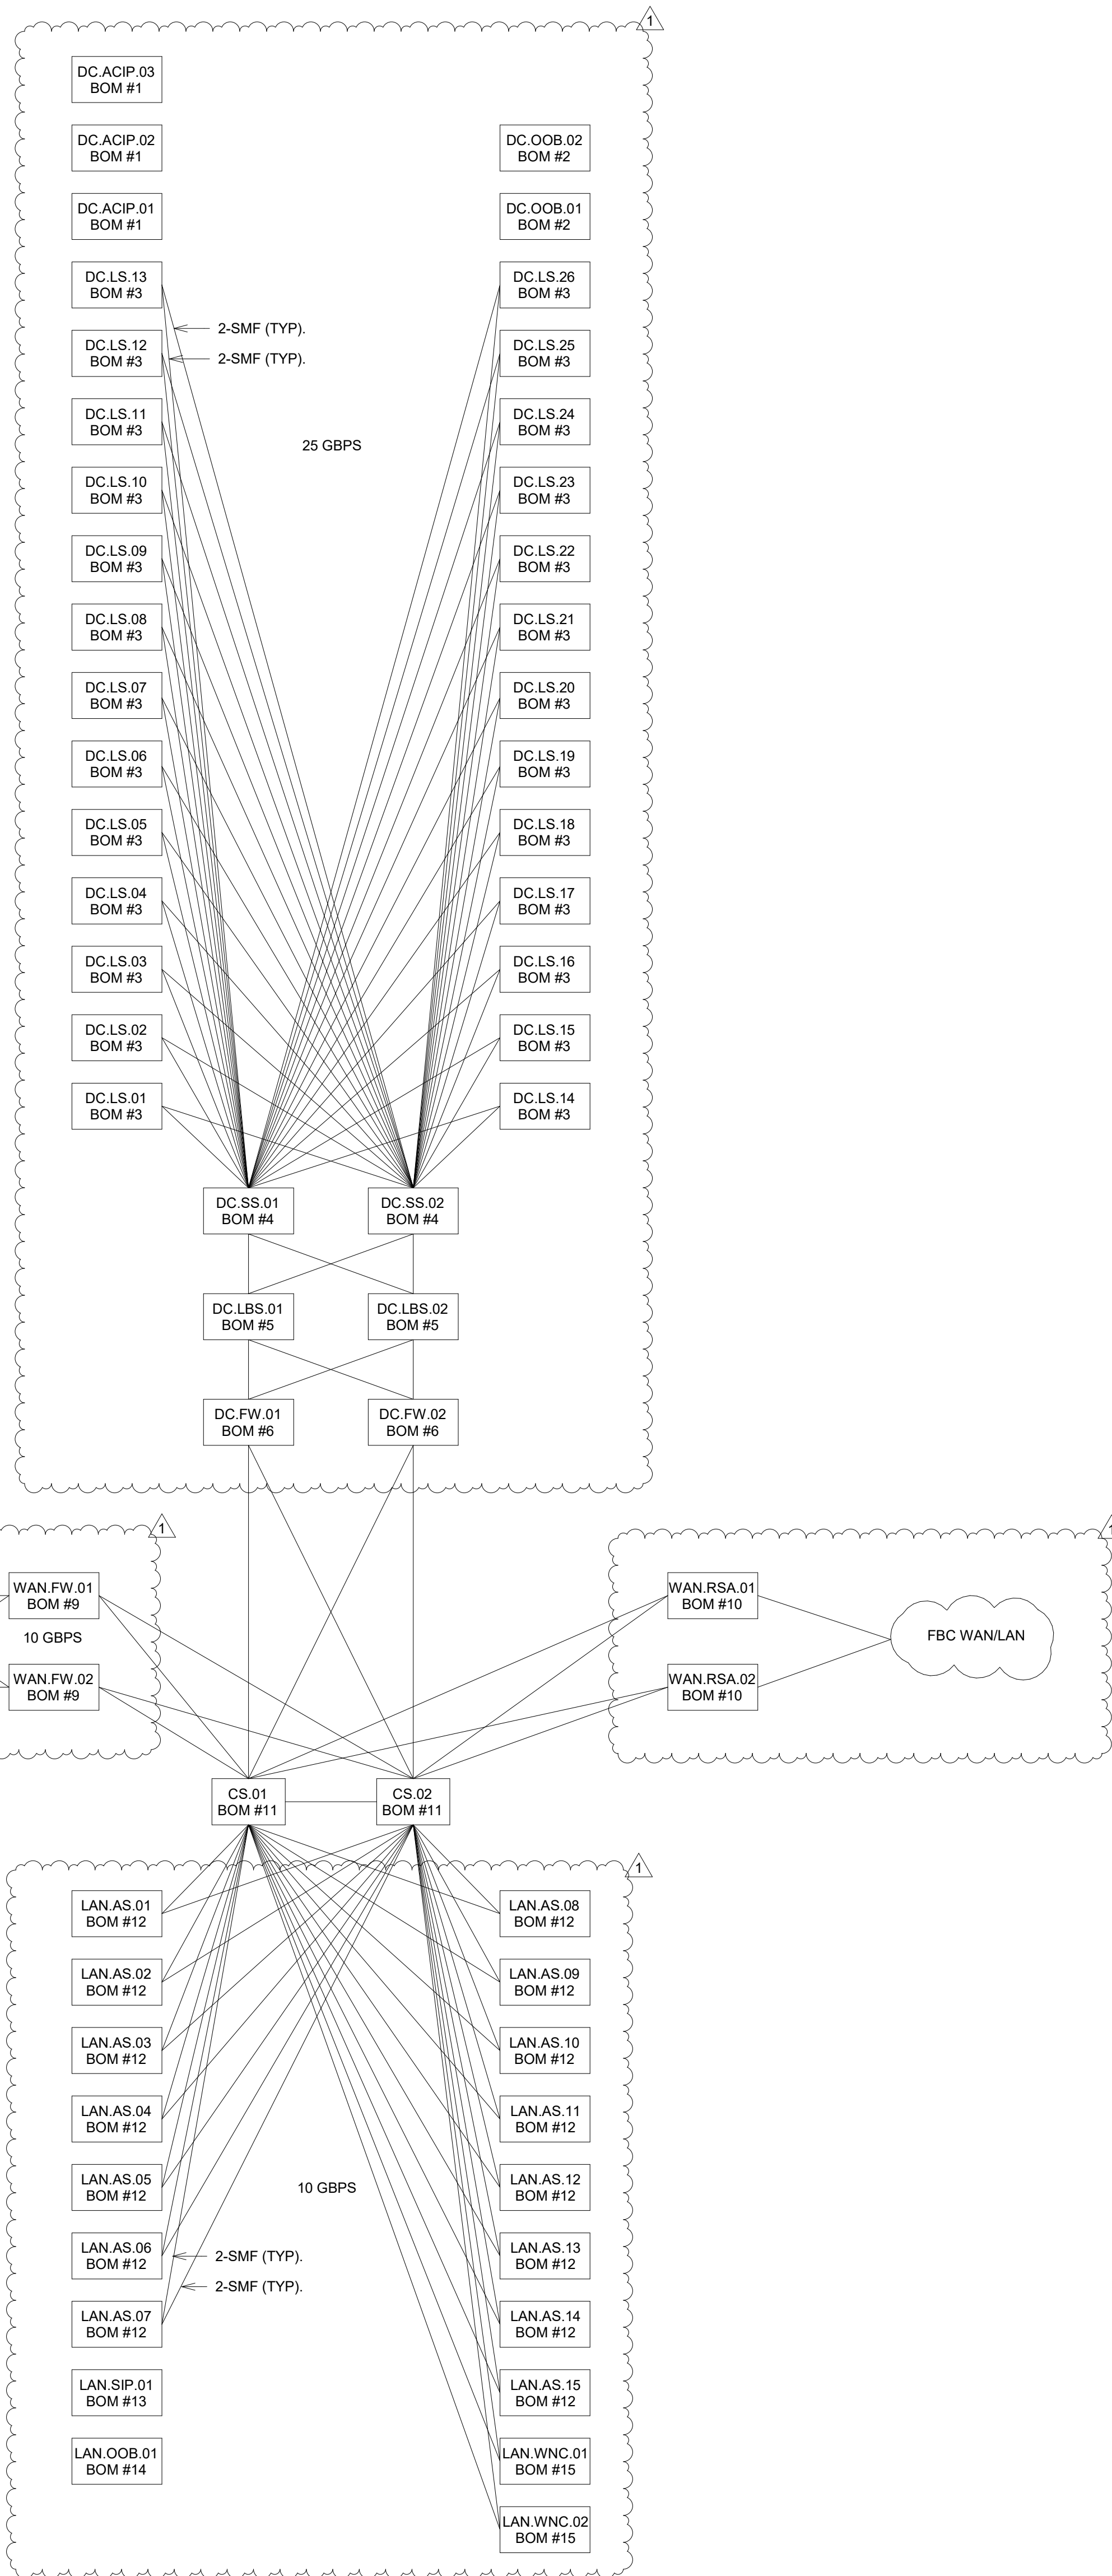 1
DC.ACIP.03
BOM #1
DC.ACIP.02
BOM #1
DC.OOB.02
BOM #2
DC.ACIP.01
BOM #1
DC.OOB.01
BOM #2
DC.LS.13
BOM #3
DC.LS.26
BOM #3
2-SMF (TYP).
DC.LS.12
BOM #3
DC.LS.25
BOM #3
2-SMF (TYP).
DC.LS.11
BOM #3
DC.LS.24
BOM #3
25 GBPS
DC.LS.10
BOM #3
DC.LS.23
BOM #3
DC.LS.09
BOM #3
DC.LS.22
BOM #3
DC.LS.08
BOM #3
DC.LS.21
BOM #3
DC.LS.07
BOM #3
DC.LS.20
BOM #3
DC.LS.06
BOM #3
DC.LS.19
BOM #3
DC.LS.05
BOM #3
DC.LS.18
BOM #3
DC.LS.04
BOM #3
DC.LS.17
BOM #3
DC.LS.03
BOM #3
DC.LS.16
BOM #3
DC.LS.02
BOM #3
DC.LS.15
BOM #3
DC.LS.01
BOM #3
DC.LS.14
BOM #3
DC.SS.01
BOM #4
DC.SS.02
BOM #4
DC.LBS.01
BOM #5
DC.LBS.02
BOM #5
DC.FW.01
BOM #6
DC.FW.02
BOM #6
1
1
WAN.FW.01
BOM #9
WAN.RSA.01
BOM #10
10 GBPS
FBC WAN/LAN
WAN.FW.02
BOM #9
WAN.RSA.02
BOM #10
CS.01
BOM #11
CS.02
BOM #11
1
LAN.AS.01
BOM #12
LAN.AS.08
BOM #12
LAN.AS.02
BOM #12
LAN.AS.09
BOM #12
LAN.AS.03
BOM #12
LAN.AS.10
BOM #12
LAN.AS.04
BOM #12
LAN.AS.11
BOM #12
LAN.AS.05
BOM #12
10 GBPS
LAN.AS.12
BOM #12
LAN.AS.06
BOM #12
2-SMF (TYP).
LAN.AS.13
BOM #12
2-SMF (TYP).
LAN.AS.07
BOM #12
LAN.AS.14
BOM #12
LAN.SIP.01
BOM #13
LAN.AS.15
BOM #12
LAN.OOB.01
BOM #14
LAN.WNC.01
BOM #15
LAN.WNC.02
BOM #15